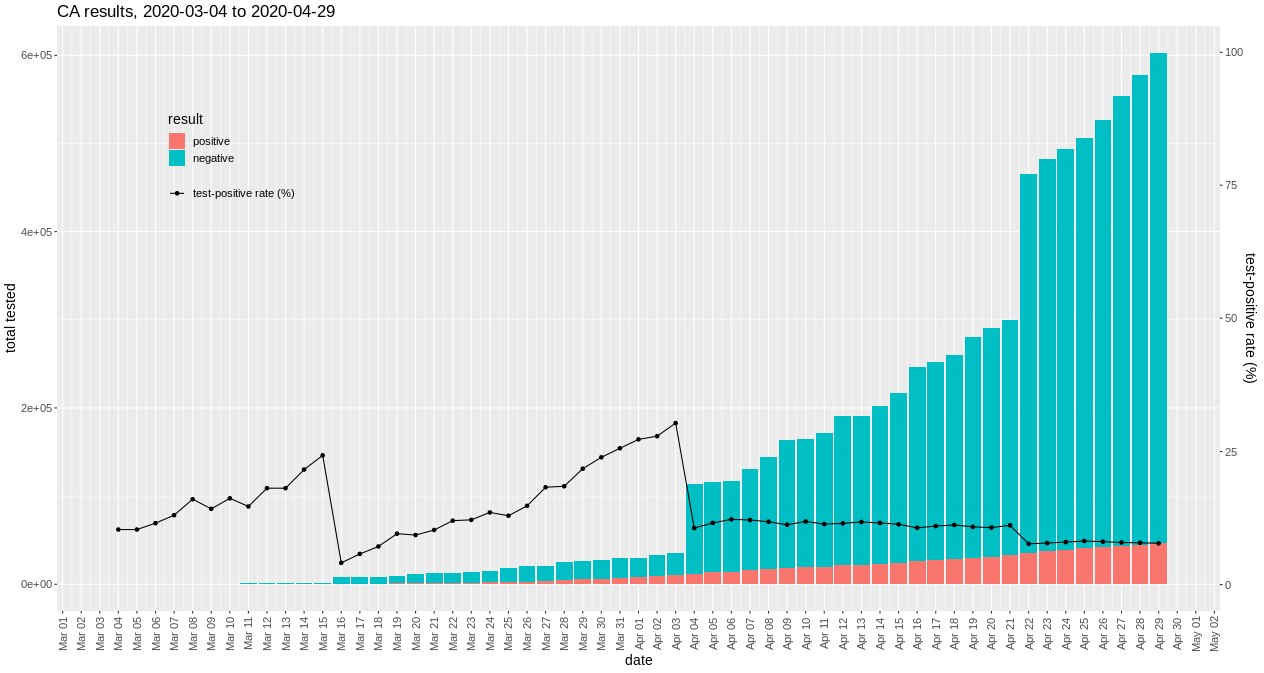 CA results, 2020-03-04 to 2020-04-29
6e+05
4e+05
2e+05
0e+00
total tested
result
positive
negative
test-positive rate (%)
100
75
50
25
0
test-positive rate (%)
Mar 01
Mar 02
Mar 03
Mar 04
Mar 05
Mar 06
Mar 07
Mar 08
Mar 09
Mar 10
Mar 11
Mar 12
Mar 13
Mar 14
Mar 15
Mar 16
Mar 17
Mar 18
Mar 19
Mar 20
Mar 21
Mar 22
Mar 23
Mar 24
Mar 25
Mar 26
Mar 27
Mar 28
Mar 29
Mar 30
Mar 31
Apr 01
Apr 02
Apr 03
Apr 04
Apr 05
Apr 06
Apr 07
Apr 08
Apr 09
Apr 10
Apr 11
Apr 12
Apr 13
Apr 14
Apr 15
Apr 16
Apr 17
Apr 18
Apr 19
Apr 20
Apr 21
Apr 22
Apr 23
Apr 24
Apr 25
Apr 26
Apr 27
Apr 28
Apr 29
Apr 30
May 01
May 02
date